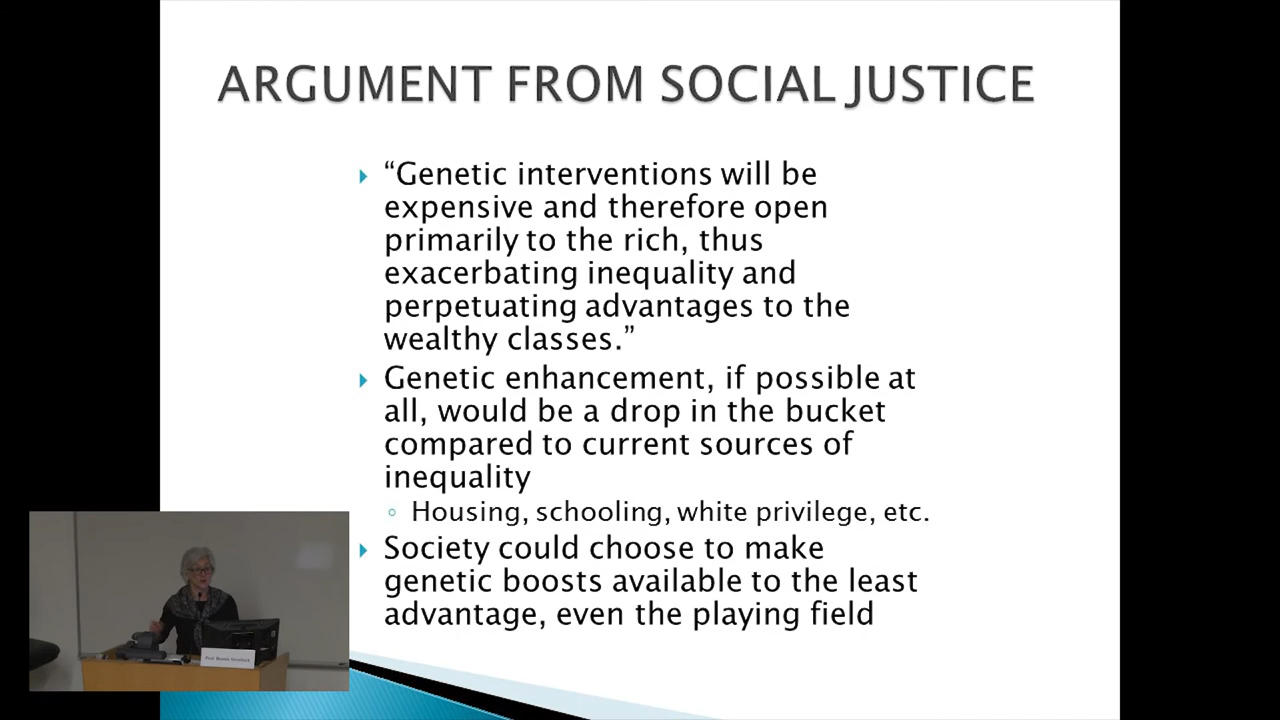 ARGUMENT FROM SOCIAL JUSTICE
“Genetic interventions will be
expensive and therefore open
primarily to the rich, thus
exacerbating inequality and
perpetuating advantages to the
wealthy classes.”
Genetic enhancement, if possible at
all, would be a drop in the bucket
compared to current sources of
inequality
Housing, schooling, white privilege, etc.
Society could choose to make
genetic boosts available to the least
advantage, even the playing field
Prof. Bonnie